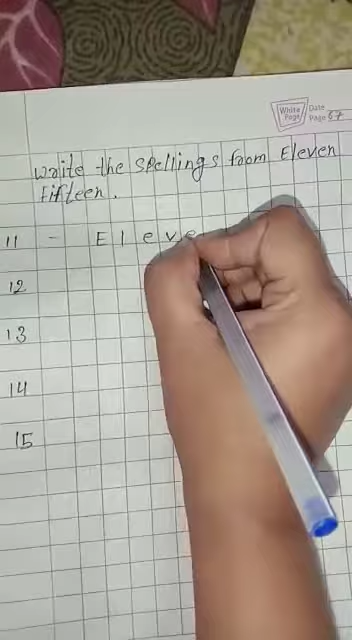 White Page
Date
Page 67
Write the Spellings from Eleven
Fifteen.
11 - Eleve
12
13
14
15